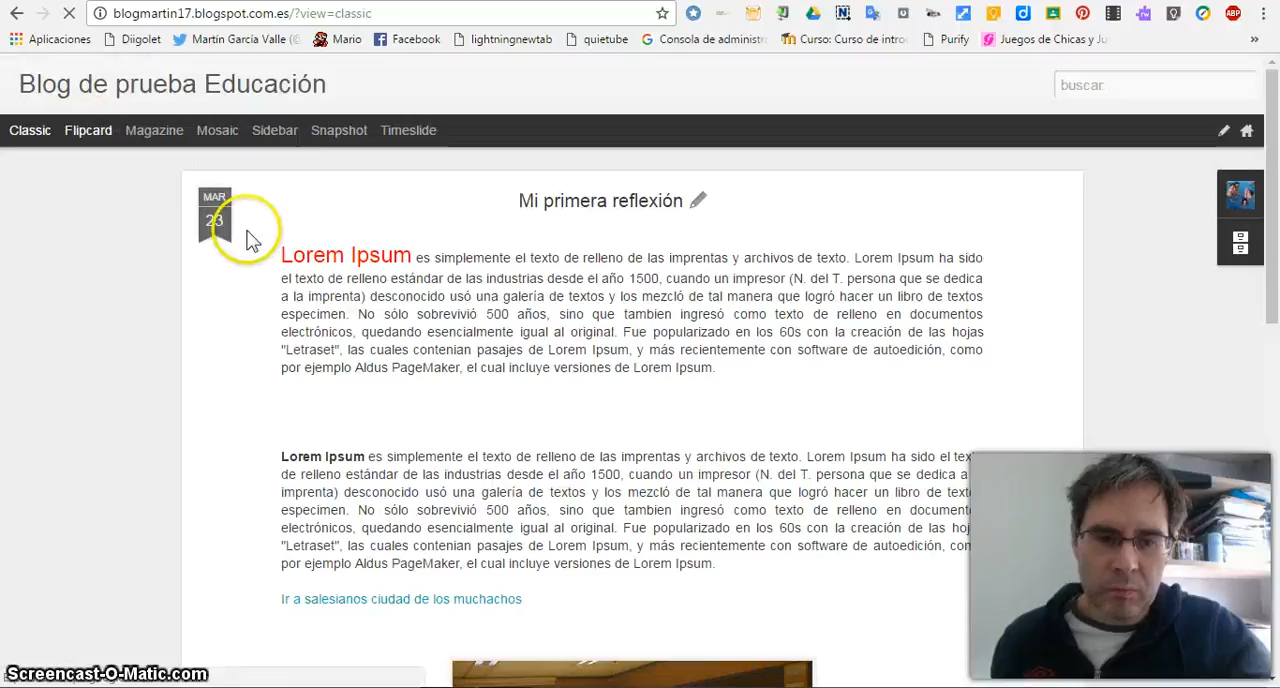 blogmartin17.blogspot.com.es/?view=classic
ABP
Aplicaciones Diigolet Martin García Valle (@ Mario Facebook lightningnewtab quietube Consola de administr Curso: Curso de intro Purify Juegos de Chicas y Ju »
Blog de prueba Educación
buscar
Classic Flipcard Magazine Mosaic Sidebar Snapshot Timeslide
MAR
23
Mi primera reflexión
Lorem Ipsum es simplemente el texto de relleno de las imprentas y archivos de texto. Lorem Ipsum ha sido
el texto de relleno estándar de las industrias desde el año 1500, cuando un impresor (N. del T. persona que se dedica
a la imprenta) desconocido usó una galería de textos y los mezcló de tal manera que logró hacer un libro de textos
especimen. No sólo sobrevivió 500 años, sino que tambien ingresó como texto de relleno en documentos
electrónicos, quedando esencialmente igual al original. Fue popularizado en los 60s con la creación de las hojas
"Letraset", las cuales contenian pasajes de Lorem Ipsum, y más recientemente con software de autoedición, como
por ejemplo Aldus PageMaker, el cual incluye versiones de Lorem Ipsum.
Lorem Ipsum es simplemente el texto de relleno de las imprentas y archivos de texto. Lorem Ipsum ha sido el tex
de relleno estándar de las industrias desde el año 1500, cuando un impresor (N. del T. persona que se dedica a
imprenta) desconocido usó una galería de textos y los mezcló de tal manera que logró hacer un libro de text
especimen. No sólo sobrevivió 500 años, sino que tambien ingresó como texto de relleno en document
electrónicos, quedando esencialmente igual al original. Fue popularizado en los 60s con la creación de las hoj
"Letraset", las cuales contenian pasajes de Lorem Ipsum, y más recientemente con software de autoedición, con
por ejemplo Aldus PageMaker, el cual incluye versiones de Lorem Ipsum.
Ir a salesianos ciudad de los muchachos
Screencast-O-Matic.com